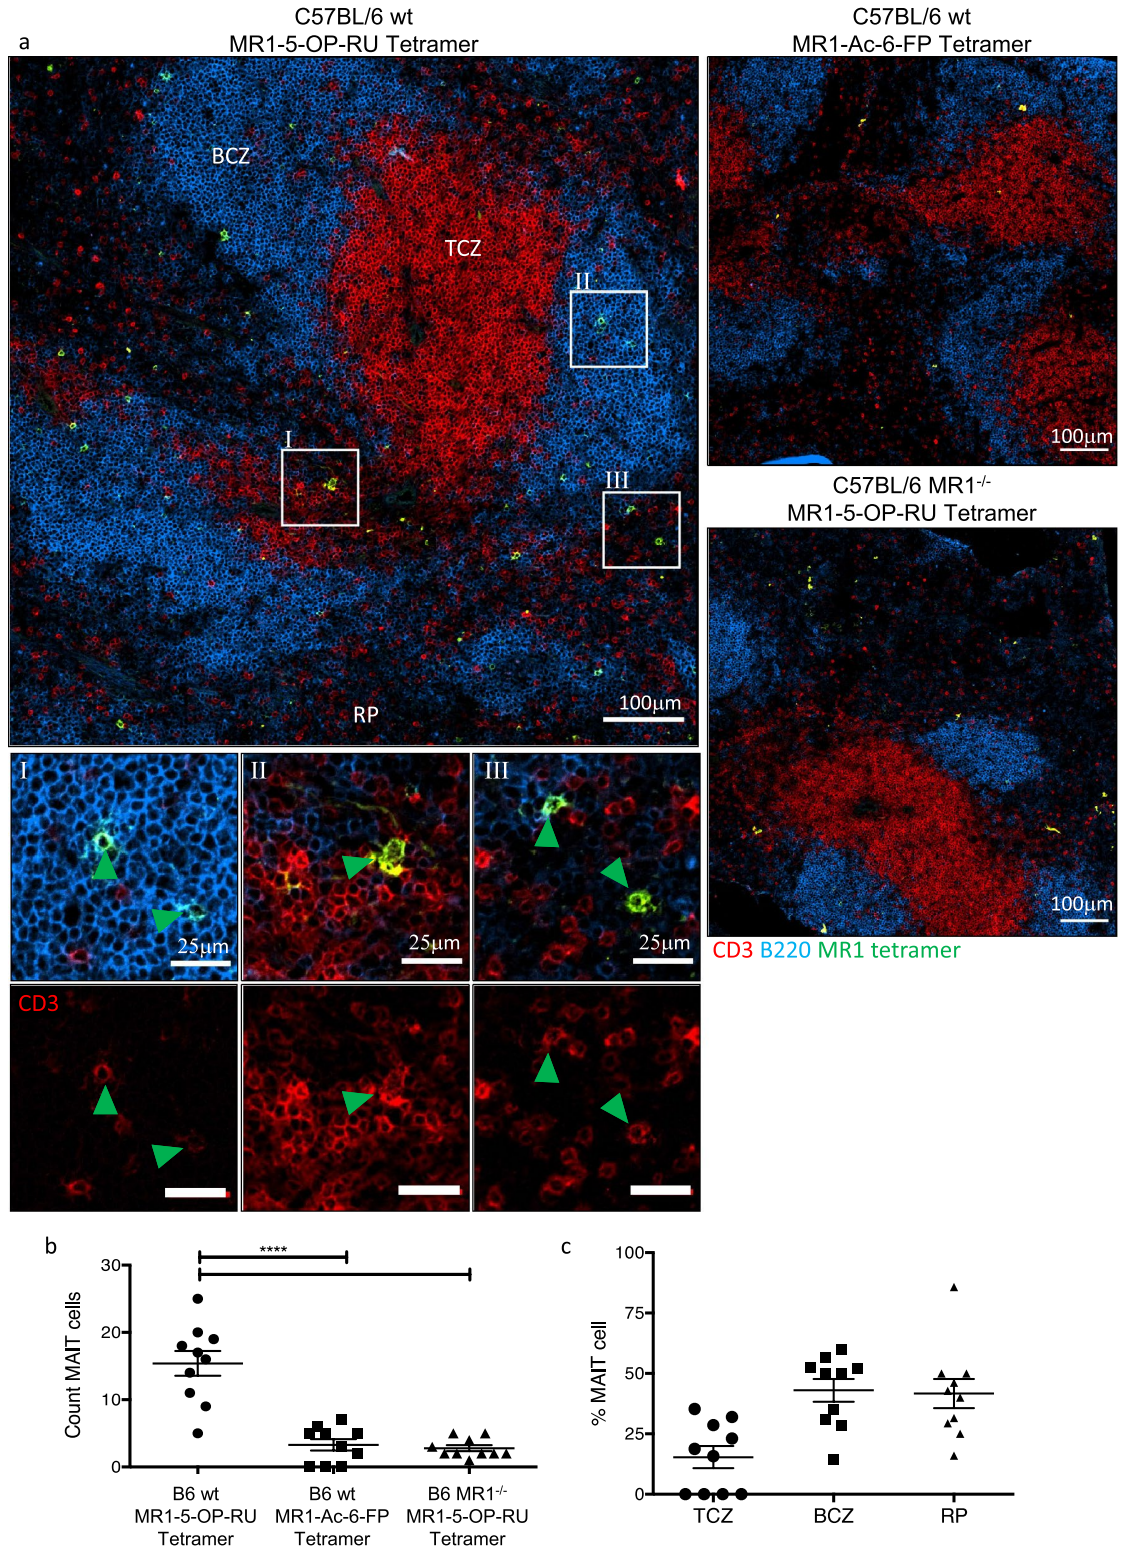 a
C57BL/6 wt
MR1-5-OP-RU Tetramer
C57BL/6 wt
MR1-Ac-6-FP Tetramer
BCZ
TCZ
II
I
III
RP
100µm
100µm
C57BL/6 MR1-/-
MR1-5-OP-RU Tetramer
100µm
CD3 B220 MR1 tetramer
I
II
III
25µm
25µm
25µm
CD3
b
Count MAIT cells
30
20
10
0
****
B6 wt
MR1-5-OP-RU
Tetramer
B6 wt
MR1-Ac-6-FP
Tetramer
B6 MR1-/-
MR1-5-OP-RU
Tetramer
c
% MAIT cell
100
75
50
25
0
TCZ
BCZ
RP